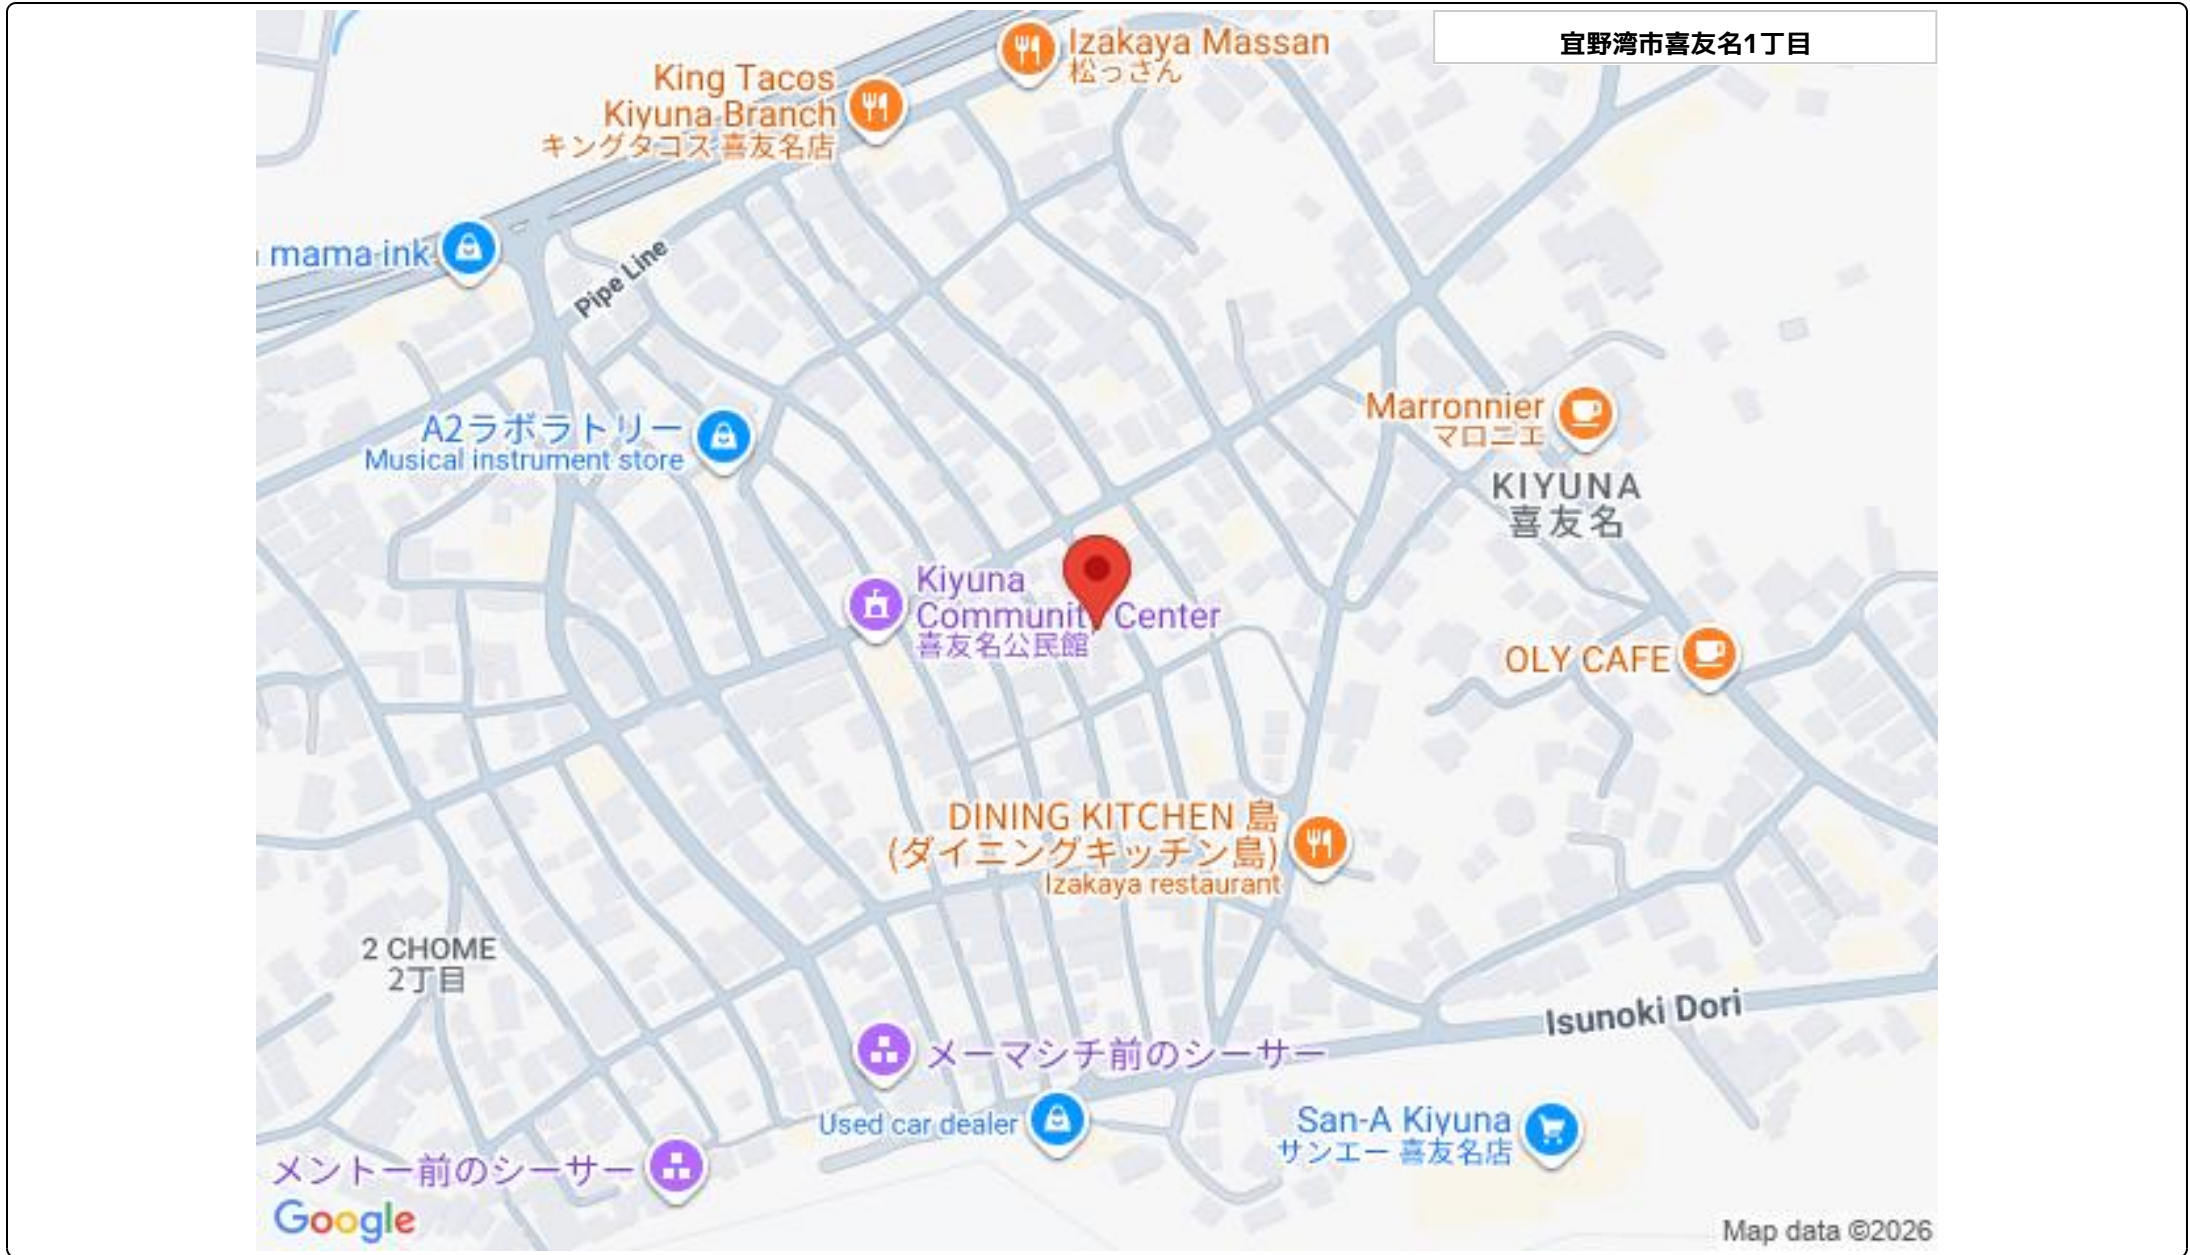 宜野湾市喜友名1丁目
Izakaya Massan
松っさん
King Tacos
Kiyuna Branch
キングタコス 喜友名店
mama ink
Pipe Line
A2ラボラトリー
Musical instrument store
Marronnier
マロニエ
KIYUNA
喜友名
Kiyuna
Community Center
喜友名公民館
OLY CAFE
DINING KITCHEN 島
(ダイニングキッチン島)
Izakaya restaurant
2 CHOME
2丁目
Isunoki Dori
メーマシチ前のシーサー
Used car dealer
San-A Kiyuna
サンエー 喜友名店
メントー前のシーサー
Google
Map data ©2026